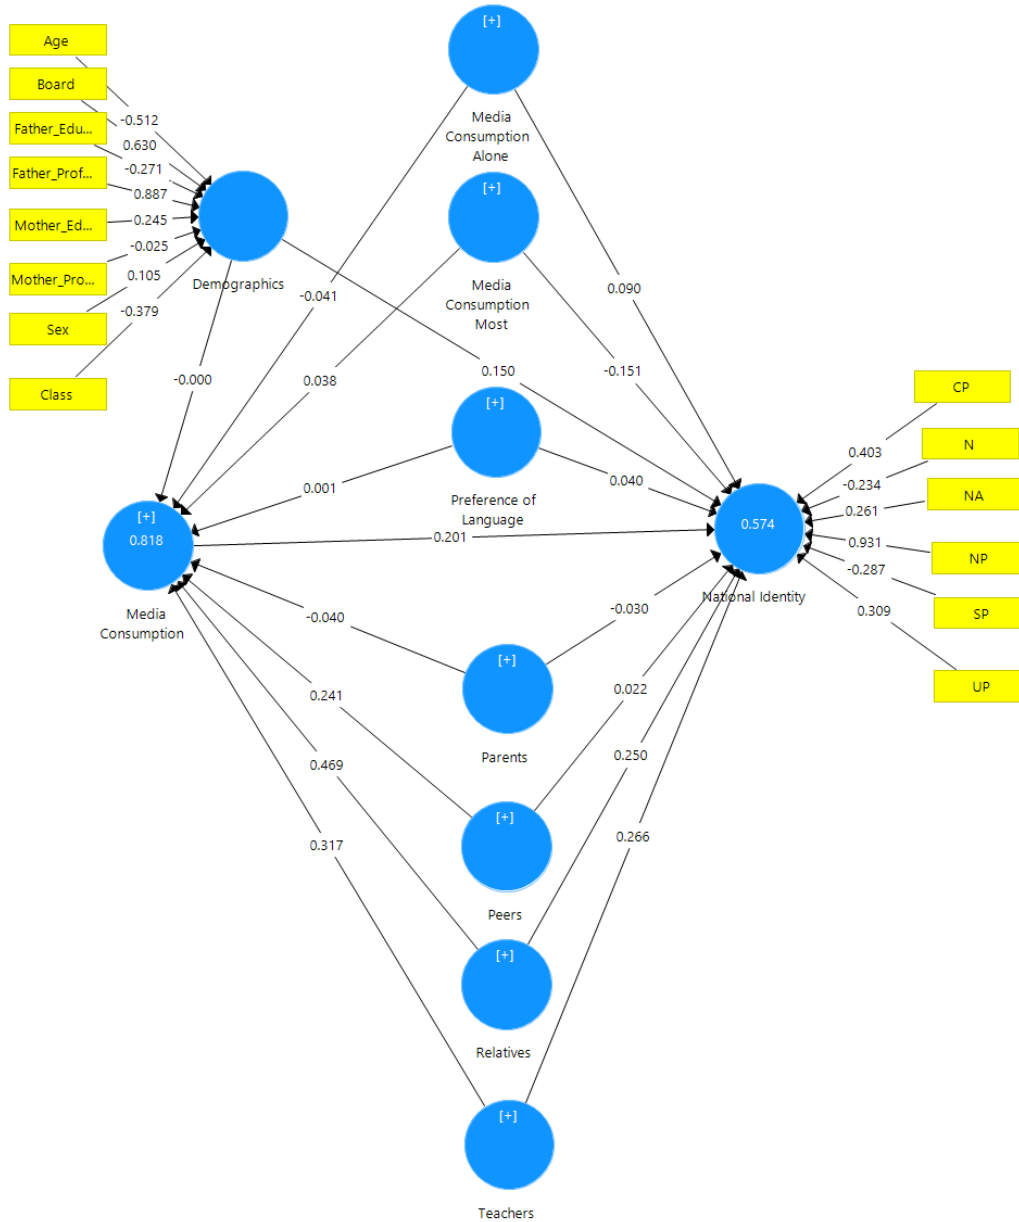 [+]
Age
Board
-0.512
Media
Consumption
Alone
Father_Edu...
0.630
-0.271
Father_Prof...
0.887
[+]
Mother_Ed...
0.245
-0.025
Mother_Pro...
0.105
Demographics
Media
Consumption
Most
-0.041
0.090
Sex
-0.379
-0.000
0.038
0.150
-0.151
Class
CP
[+]
0.403
N
-0.234
0.001
0.040
NA
0.261
Preference of
Language
[+]
0.818
0.201
0.574
0.931
NP
-0.287
Media
Consumption
-0.040
-0.030
National Identity
0.309
SP
[+]
0.241
0.022
UP
Parents
0.469
0.250
[+]
0.317
0.266
Peers
[+]
Relatives
[+]
Teachers